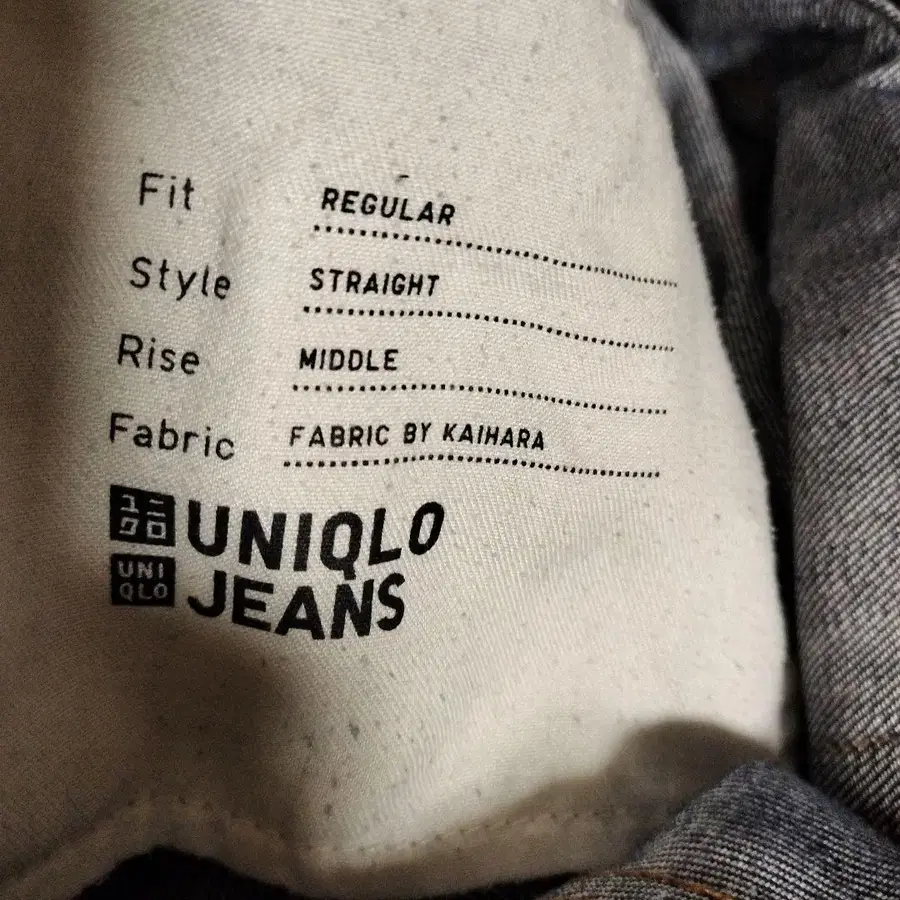 Fit REGULAR
Style STRAIGHT
Rise MIDDLE
Fabric FABRIC BY KAIHARA
ユニ
クロ
UNIQLO
UNI
QLO
JEANS